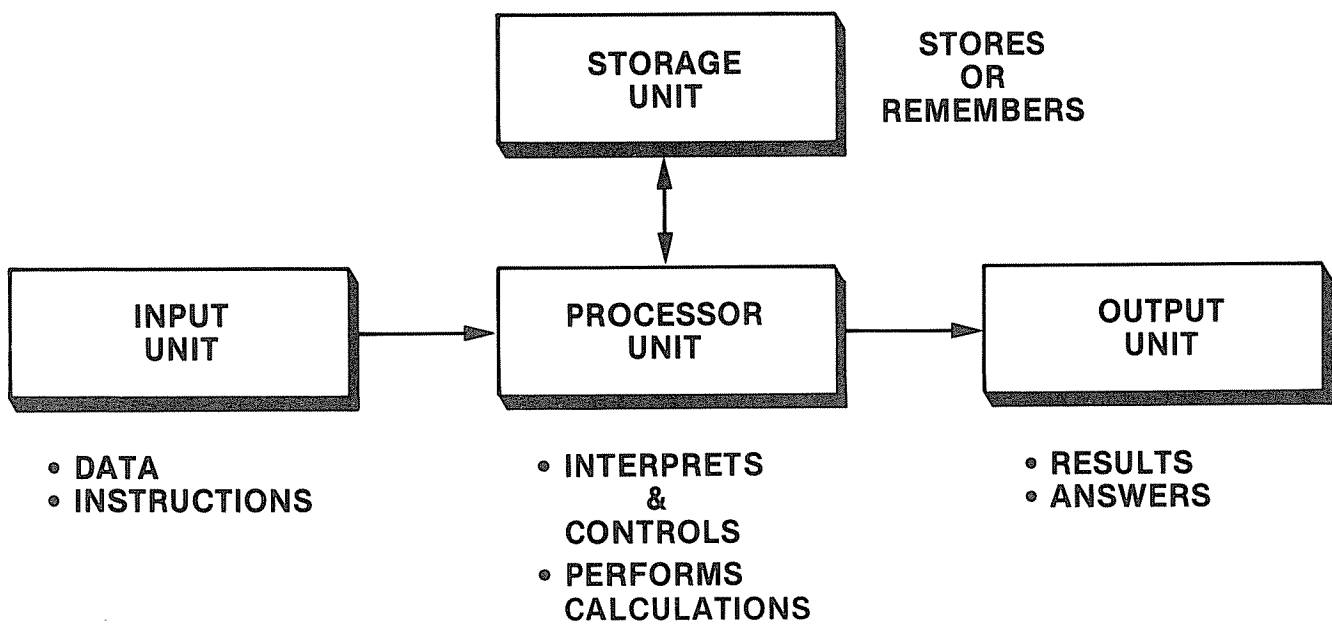 STORAGE
UNIT
STORES
OR
REMEMBERS
INPUT
UNIT
PROCESSOR
UNIT
OUTPUT
UNIT
• DATA
• INSTRUCTIONS
• INTERPRETS
&
CONTROLS
• PERFORMS
CALCULATIONS
• RESULTS
• ANSWERS